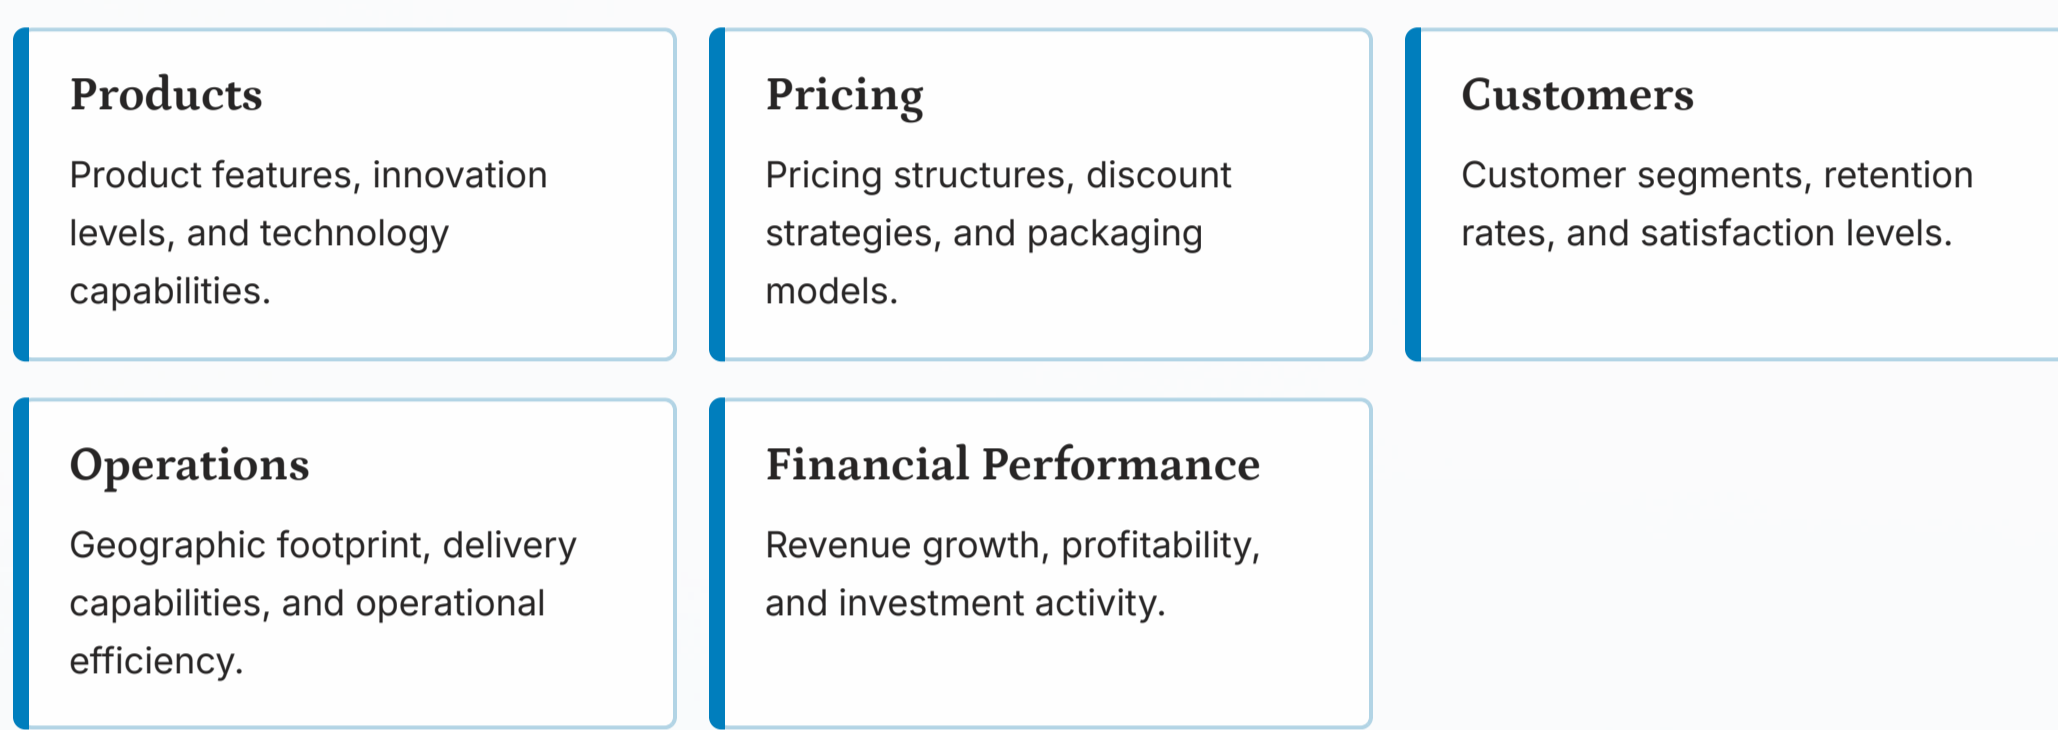 Products
Product features, innovation
levels, and technology
capabilities.
Pricing
Pricing structures, discount
strategies, and packaging
models.
Customers
Customer segments, retention
rates, and satisfaction levels.
Operations
Geographic footprint, delivery
capabilities, and operational
efficiency.
Financial Performance
Revenue growth, profitability,
and investment activity.